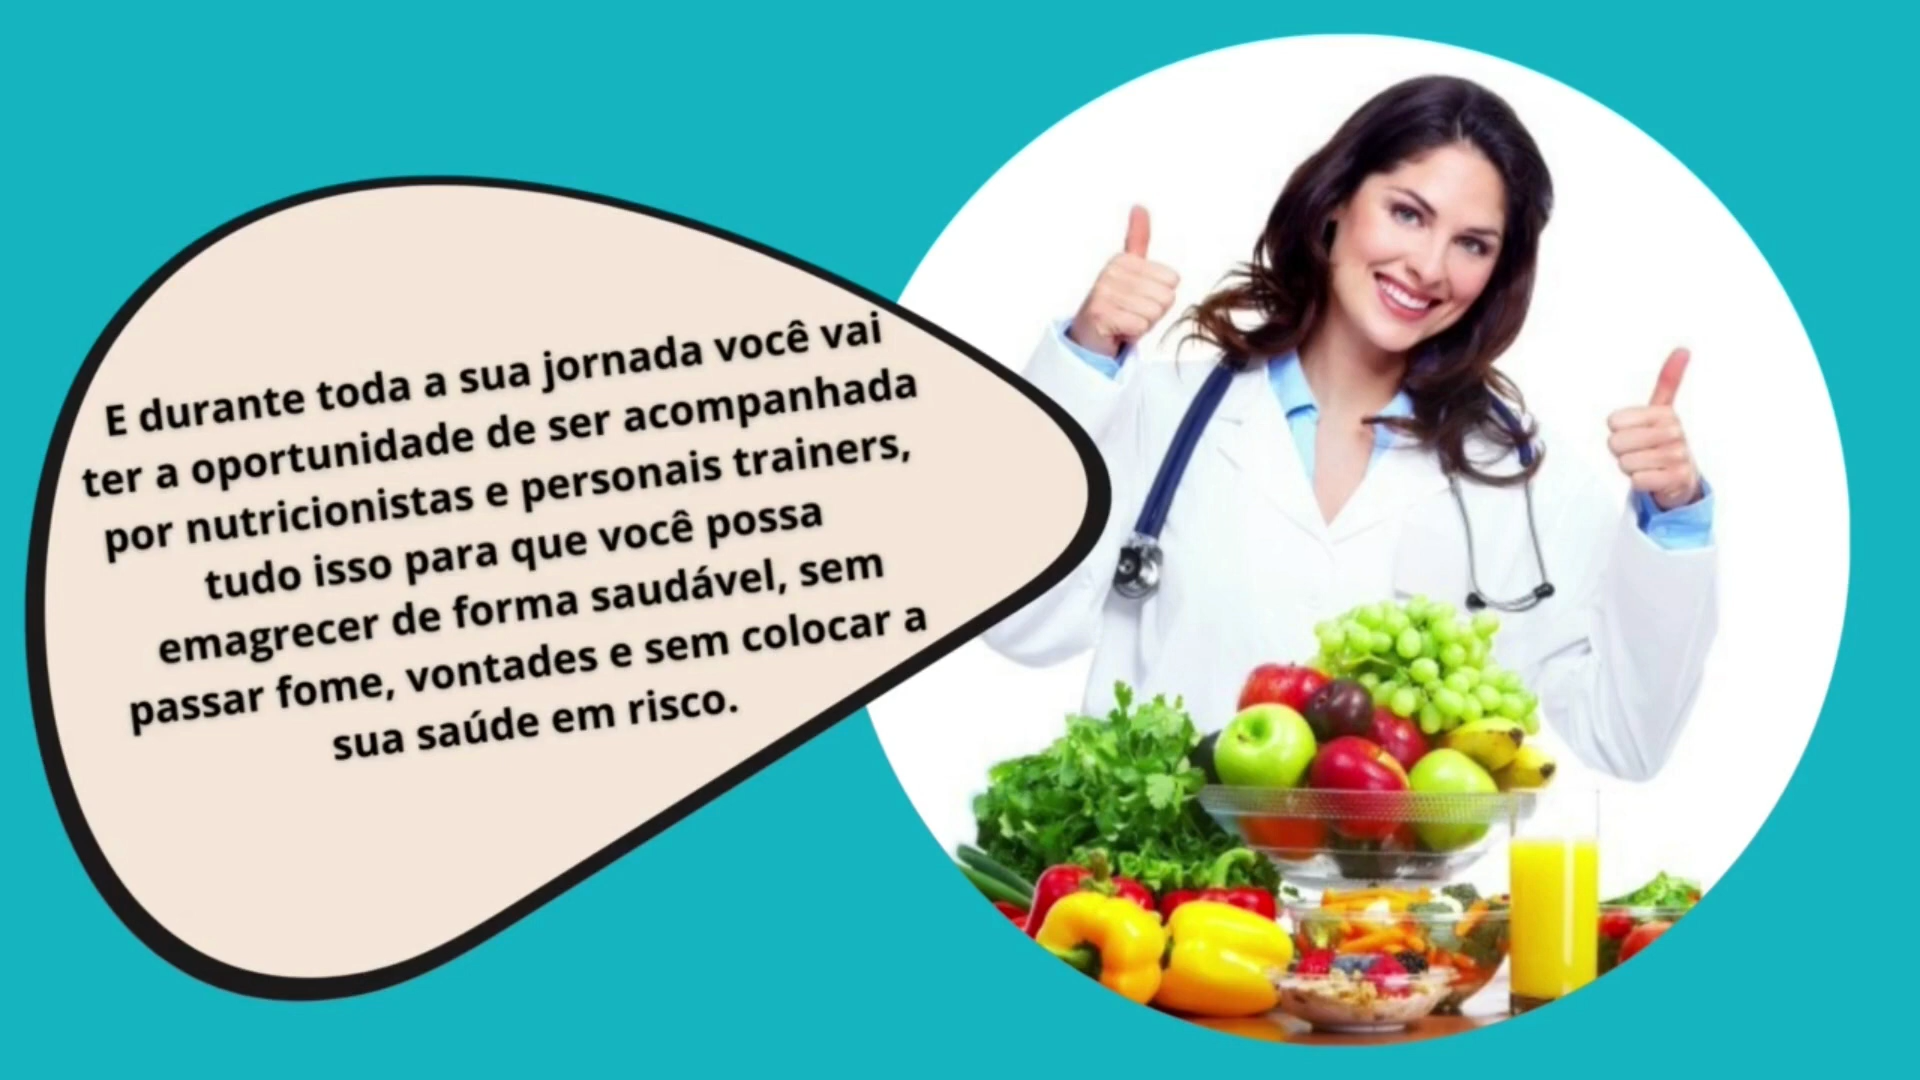 E durante toda a sua jornada você vai
ter a oportunidade de ser acompanhada
por nutricionistas e personais trainers,
tudo isso para que você possa
emagrecer de forma saudável, sem
passar fome, vontades e sem colocar a
sua saúde em risco.